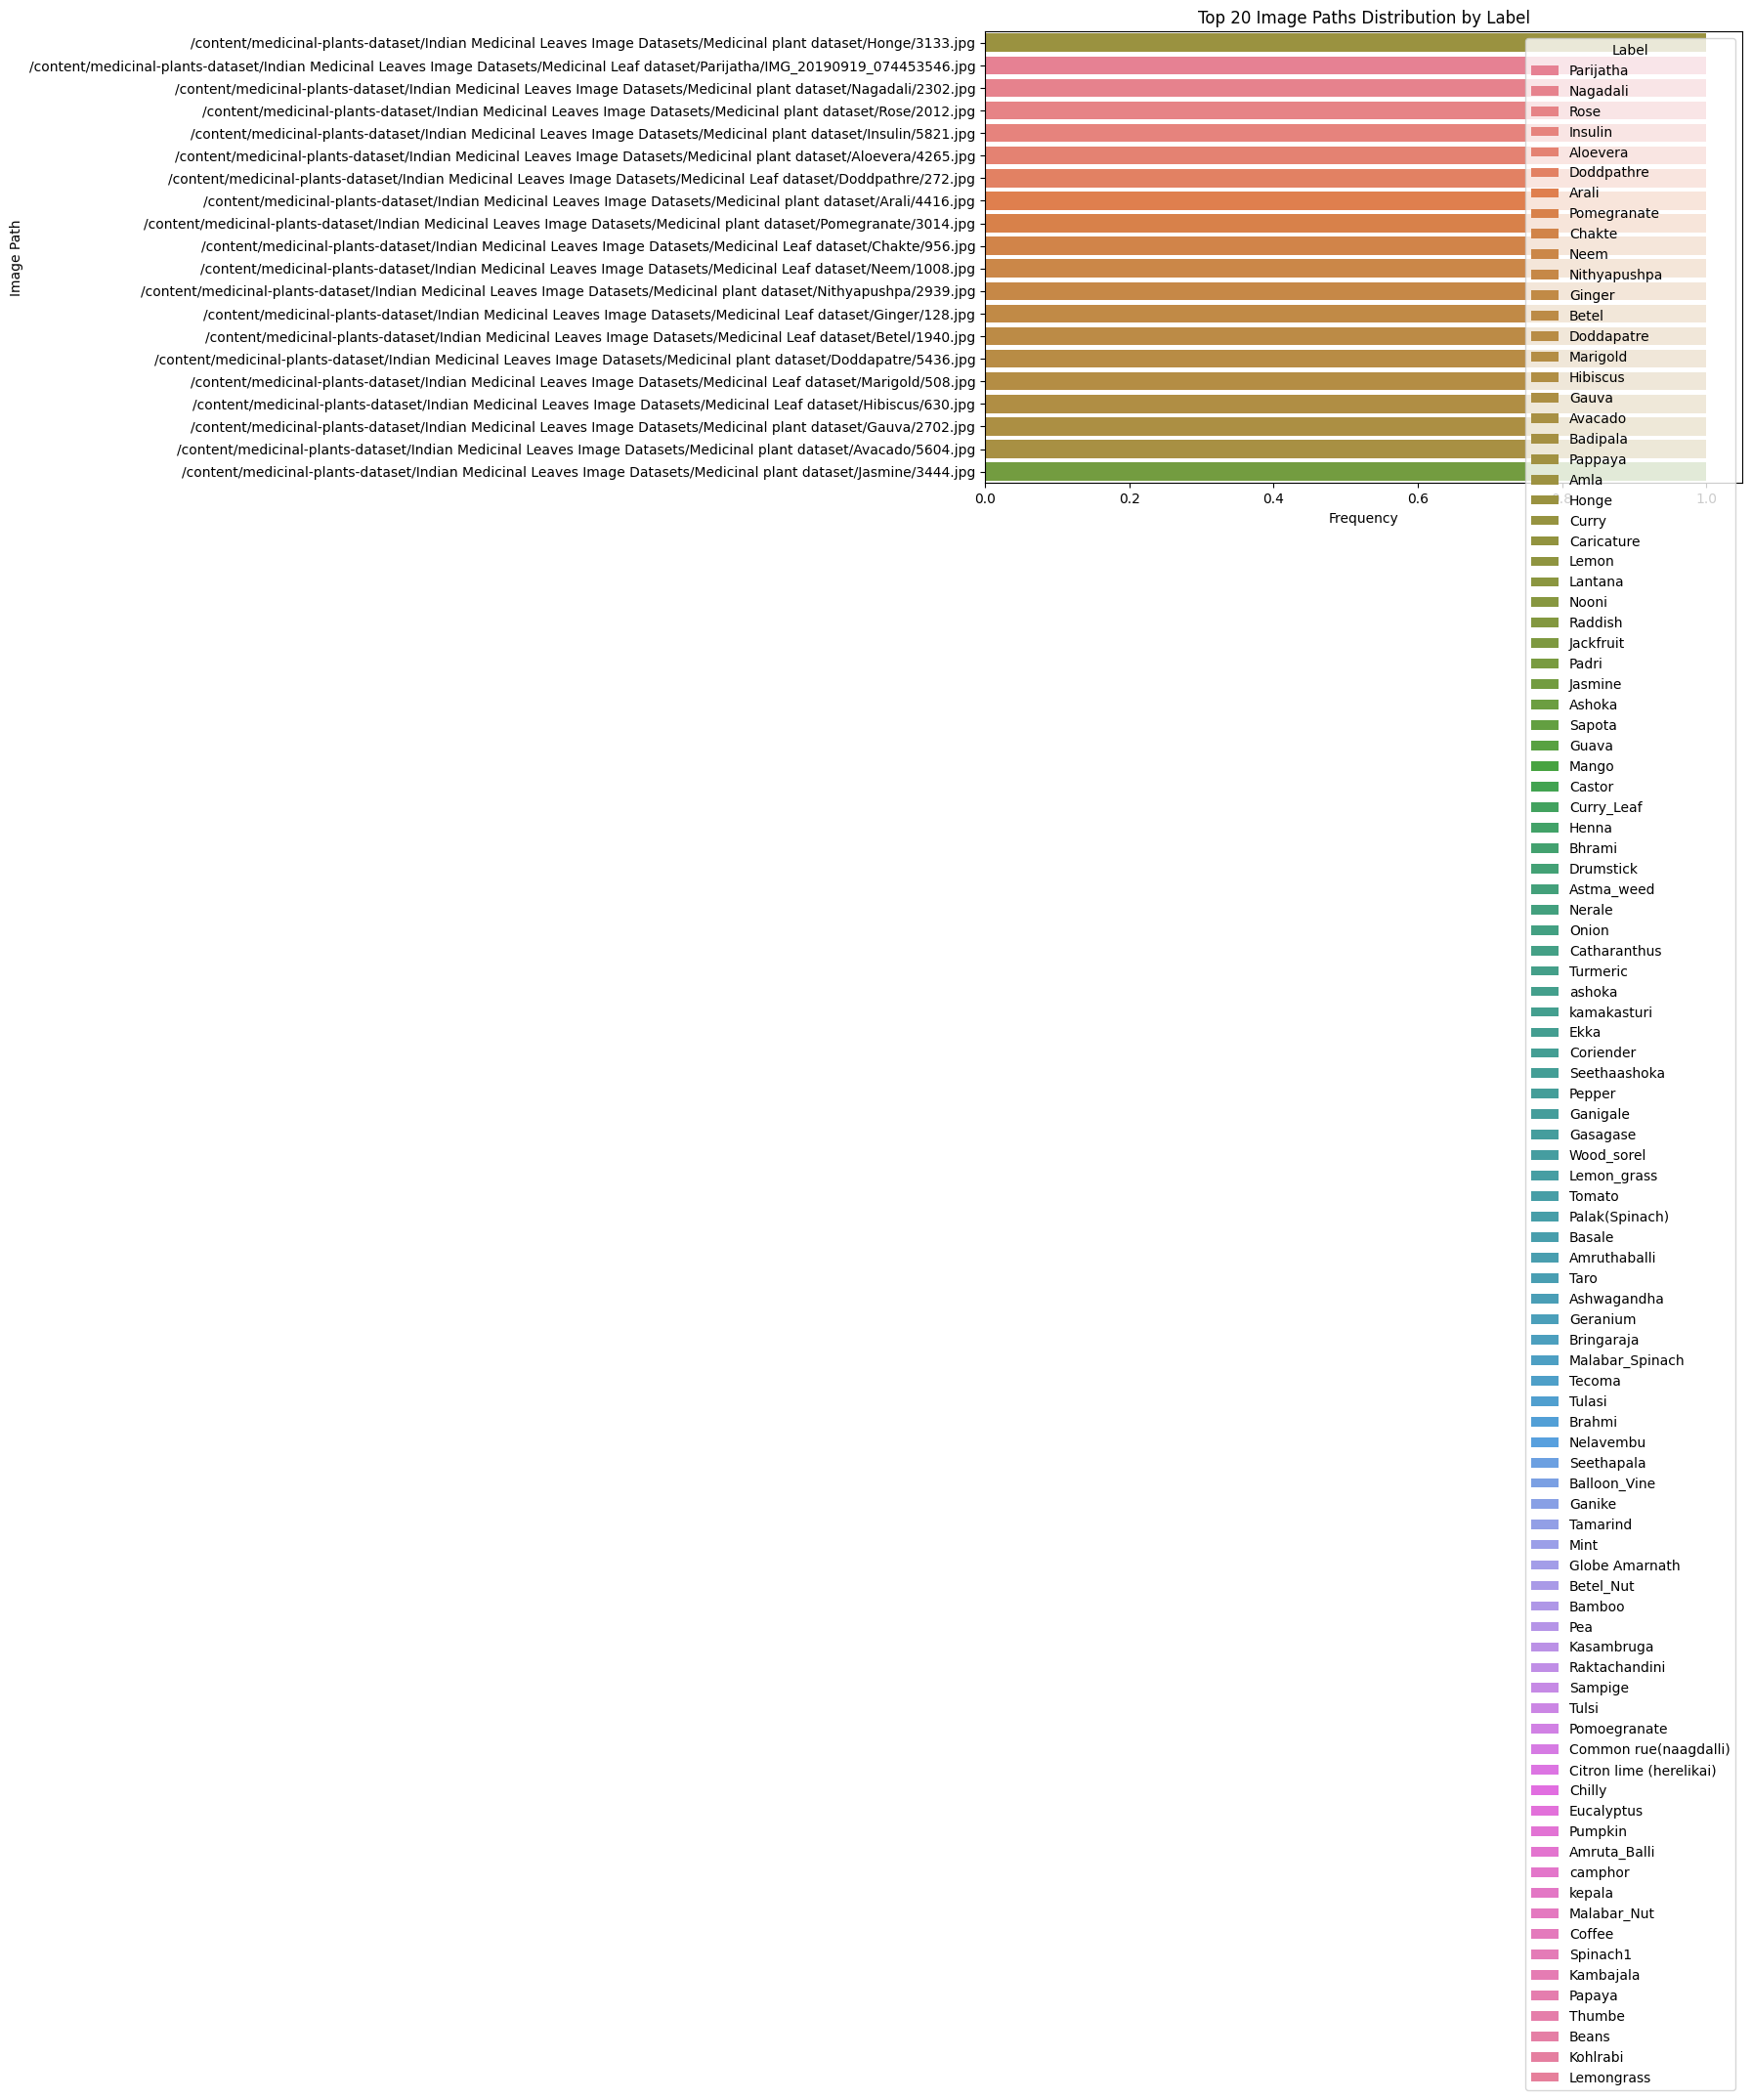 Top 20 Image Paths Distribution by Label
Image Path
/content/medicinal-plants-dataset/Indian Medicinal Leaves Image Datasets/Medicinal plant dataset/Honge/3133.jpg
/content/medicinal-plants-dataset/Indian Medicinal Leaves Image Datasets/Medicinal Leaf dataset/Parijatha/IMG_20190919_074453546.jpg
/content/medicinal-plants-dataset/Indian Medicinal Leaves Image Datasets/Medicinal plant dataset/Nagadali/2302.jpg
/content/medicinal-plants-dataset/Indian Medicinal Leaves Image Datasets/Medicinal plant dataset/Rose/2012.jpg
/content/medicinal-plants-dataset/Indian Medicinal Leaves Image Datasets/Medicinal plant dataset/Insulin/5821.jpg
/content/medicinal-plants-dataset/Indian Medicinal Leaves Image Datasets/Medicinal plant dataset/Aloevera/4265.jpg
/content/medicinal-plants-dataset/Indian Medicinal Leaves Image Datasets/Medicinal Leaf dataset/Doddpathre/272.jpg
/content/medicinal-plants-dataset/Indian Medicinal Leaves Image Datasets/Medicinal plant dataset/Arali/4416.jpg
/content/medicinal-plants-dataset/Indian Medicinal Leaves Image Datasets/Medicinal plant dataset/Pomegranate/3014.jpg
/content/medicinal-plants-dataset/Indian Medicinal Leaves Image Datasets/Medicinal Leaf dataset/Chakte/956.jpg
/content/medicinal-plants-dataset/Indian Medicinal Leaves Image Datasets/Medicinal Leaf dataset/Neem/1008.jpg
/content/medicinal-plants-dataset/Indian Medicinal Leaves Image Datasets/Medicinal plant dataset/Nithyapushpa/2939.jpg
/content/medicinal-plants-dataset/Indian Medicinal Leaves Image Datasets/Medicinal Leaf dataset/Ginger/128.jpg
/content/medicinal-plants-dataset/Indian Medicinal Leaves Image Datasets/Medicinal Leaf dataset/Betel/1940.jpg
/content/medicinal-plants-dataset/Indian Medicinal Leaves Image Datasets/Medicinal plant dataset/Doddapatre/5436.jpg
/content/medicinal-plants-dataset/Indian Medicinal Leaves Image Datasets/Medicinal Leaf dataset/Marigold/508.jpg
/content/medicinal-plants-dataset/Indian Medicinal Leaves Image Datasets/Medicinal Leaf dataset/Hibiscus/630.jpg
/content/medicinal-plants-dataset/Indian Medicinal Leaves Image Datasets/Medicinal plant dataset/Gauva/2702.jpg
/content/medicinal-plants-dataset/Indian Medicinal Leaves Image Datasets/Medicinal plant dataset/Avacado/5604.jpg
/content/medicinal-plants-dataset/Indian Medicinal Leaves Image Datasets/Medicinal plant dataset/Jasmine/3444.jpg
0.0 0.2 0.4 0.6 0.8 1.0
Frequency
Label
Parijatha
Nagadali
Rose
Insulin
Aloevera
Doddpathre
Arali
Pomegranate
Chakte
Neem
Nithyapushpa
Ginger
Betel
Doddapatre
Marigold
Hibiscus
Gauva
Avacado
Badipala
Pappaya
Amla
Honge
Curry
Caricature
Lemon
Lantana
Nooni
Raddish
Jackfruit
Padri
Jasmine
Ashoka
Sapota
Guava
Mango
Castor
Curry_Leaf
Henna
Bhrami
Drumstick
Astma_weed
Nerale
Onion
Catharanthus
Turmeric
ashoka
kamakasturi
Ekka
Coriender
Seethaashoka
Pepper
Ganigale
Gasagase
Wood_sorel
Lemon_grass
Tomato
Palak(Spinach)
Basale
Amruthaballi
Taro
Ashwagandha
Geranium
Bringaraja
Malabar_Spinach
Tecoma
Tulasi
Brahmi
Nelavembu
Seethapala
Balloon_Vine
Ganike
Tamarind
Mint
Globe Amarnath
Betel_Nut
Bamboo
Pea
Kasambruga
Raktachandini
Sampige
Tulsi
Pomoegranate
Common rue(naagdalli)
Citron lime (herelikai)
Chilly
Eucalyptus
Pumpkin
Amruta_Balli
camphor
kepala
Malabar_Nut
Coffee
Spinach1
Kambajala
Papaya
Thumbe
Beans
Kohlrabi
Lemongrass